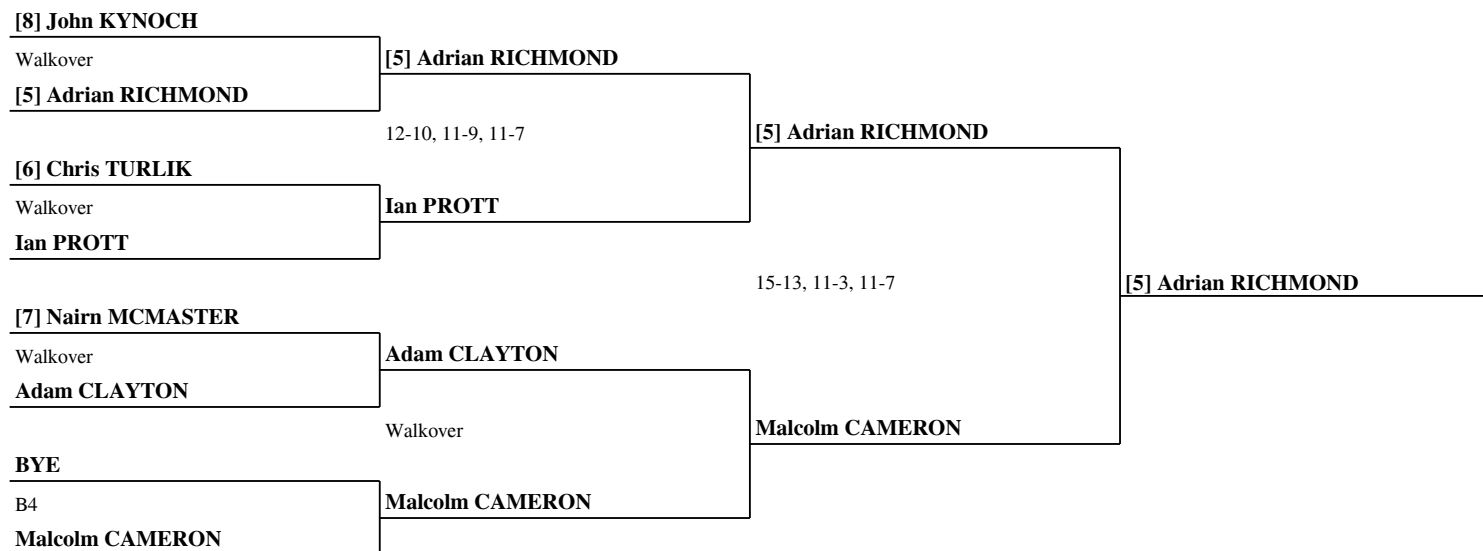 [8] John KYNOCH
Walkover
[5] Adrian RICHMOND
[5] Adrian RICHMOND
12-10, 11-9, 11-7
[5] Adrian RICHMOND
[6] Chris TURLIK
Walkover
Ian PROTT
Ian PROTT
15-13, 11-3, 11-7
[5] Adrian RICHMOND
[7] Nairn MCMASTER
Walkover
Adam CLAYTON
Adam CLAYTON
Walkover
Malcolm CAMERON
BYE
B4
Malcolm CAMERON
Malcolm CAMERON